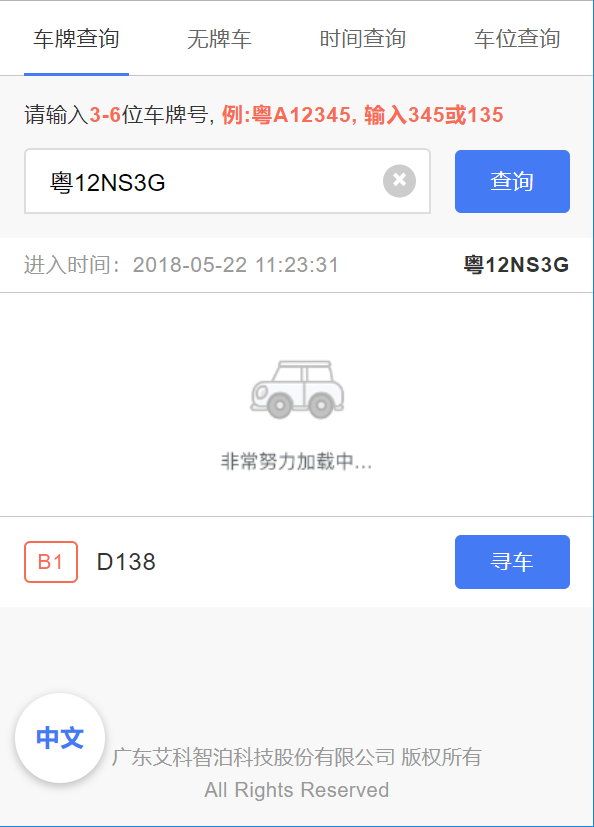 车牌查询 无牌车 时间查询 车位查询
请输入3-6位车牌号, 例:粤A12345, 输入345或135
粤12NS3G 查询
进入时间：2018-05-22 11:23:31 粤12NS3G
非常努力加载中...
B1 D138 寻车
中文
广东艾科智泊科技股份有限公司 版权所有
All Rights Reserved